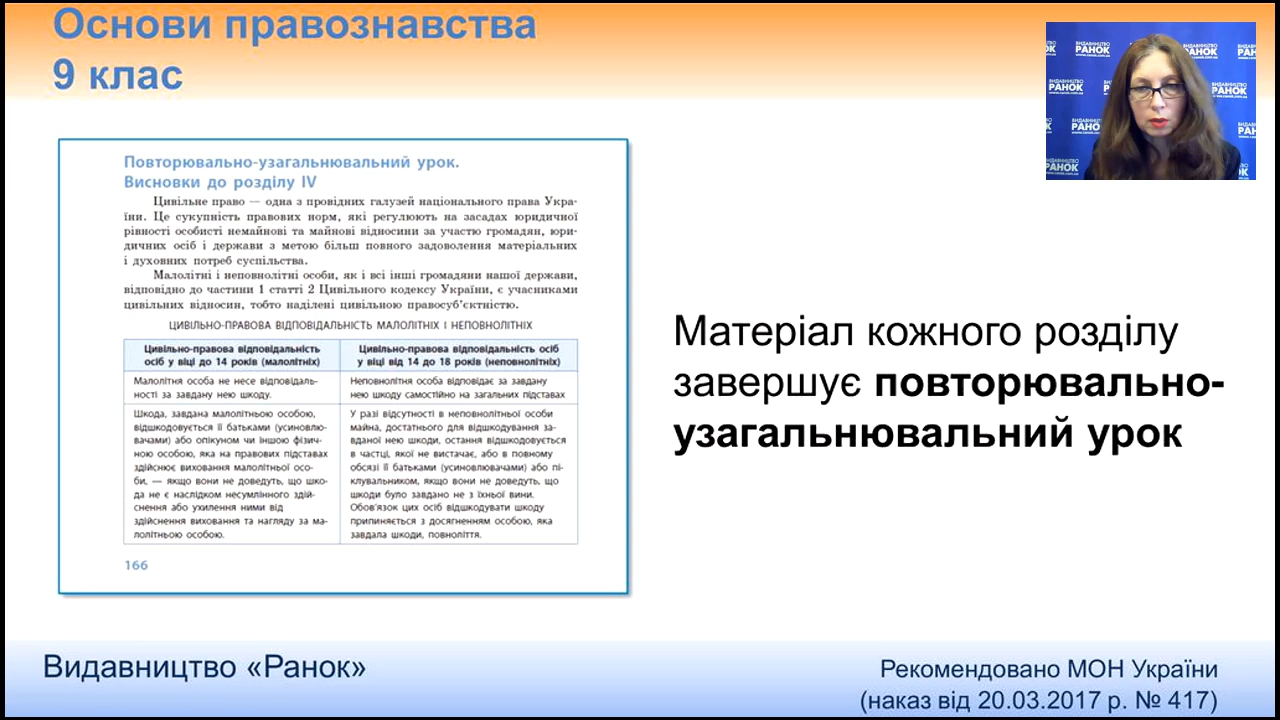 Основи правознавства
9 клас
ВИДАВНИЦТВО
РАНОК
www.ranok.com.ua
Повторювально-узагальнювальний урок.
Висновки до розділу IV
Цивільне право — одна з провідних галузей національного права Укра-
їни. Це сукупність правових норм, які регулюють на засадах юридичної
рівності особисті немайнові та майнові відносини за участю громадян, юри-
дичних осіб і держави з метою більш повного задоволення матеріальних
і духовних потреб суспільства.
Малолітні і неповнолітні особи, як і всі інші громадяни нашої держави,
відповідно до частини 1 статті 2 Цивільного кодексу України, є учасниками
цивільних відносин, тобто наділені цивільною правосуб'єктністю.
ЦИВІЛЬНО-ПРАВОВА ВІДПОВІДАЛЬНІСТЬ МАЛОЛІТНІХ І НЕПОВНОЛІТНІХ
Цивільно-правова відповідальність
осіб у віці до 14 років (малолітніх)
Цивільно-правова відповідальність осіб
у віці від 14 до 18 років (неповнолітніх)
Малолітня особа не несе відповідаль-
ності за завдану нею шкоду.
Неповнолітня особа відповідає за завдану
нею шкоду самостійно на загальних підставах
Шкода, завдана малолітньою особою,
відшкодовується її батьками (усиновлю-
вачами) або опікуном чи іншою фізич-
ною особою, яка на правових підставах
здійснює виховання малолітньої осо-
би, — якщо вони не доведуть, що шко-
да не є наслідком несумлінного здій-
снення або ухилення ними від
здійснення виховання та нагляду за ма-
лолітньою особою.
У разі відсутності в неповнолітньої особи
майна, достатнього для відшкодування за-
вданої нею шкоди, остання відшкодовується
в частці, якої не вистачає, або в повному
обсязі її батьками (усиновлювачами) або пі-
клувальником, якщо вони не доведуть, що
шкоди було завдано не з їхньої вини.
Обов'язок цих осіб відшкодувати шкоду
припиняється з досягненням особою, яка
завдала шкоди, повноліття.
166
Матеріал кожного розділу
завершує повторювально-
узагальнювальний урок
Видавництво «Ранок»
Рекомендовано МОН України
(наказ від 20.03.2017 р. № 417)